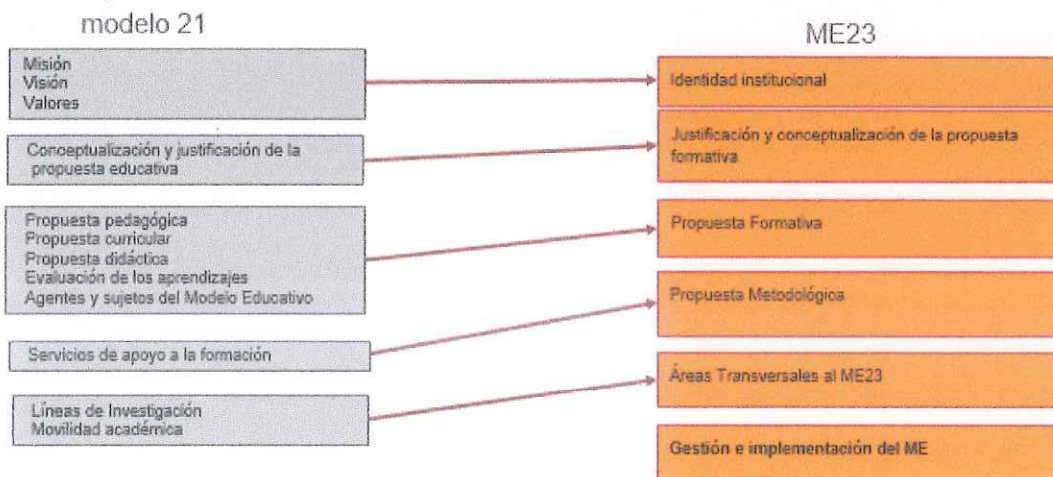 modelo 21
Misión
Visión
Valores
Conceptualización y justificación de la
propuesta educativa
Propuesta pedagógica
Propuesta curricular
Propuesta didáctica
Evaluación de los aprendizajes
Agentes y sujetos del Modelo Educativo
Servicios de apoyo a la formación
Líneas de Investigación
Movilidad académica
ME23
Identidad institucional
Justificación y conceptualización de la propuesta
formativa
Propuesta Formativa
Propuesta Metodológica
Áreas Transversales al ME23
Gestión e implementación del ME